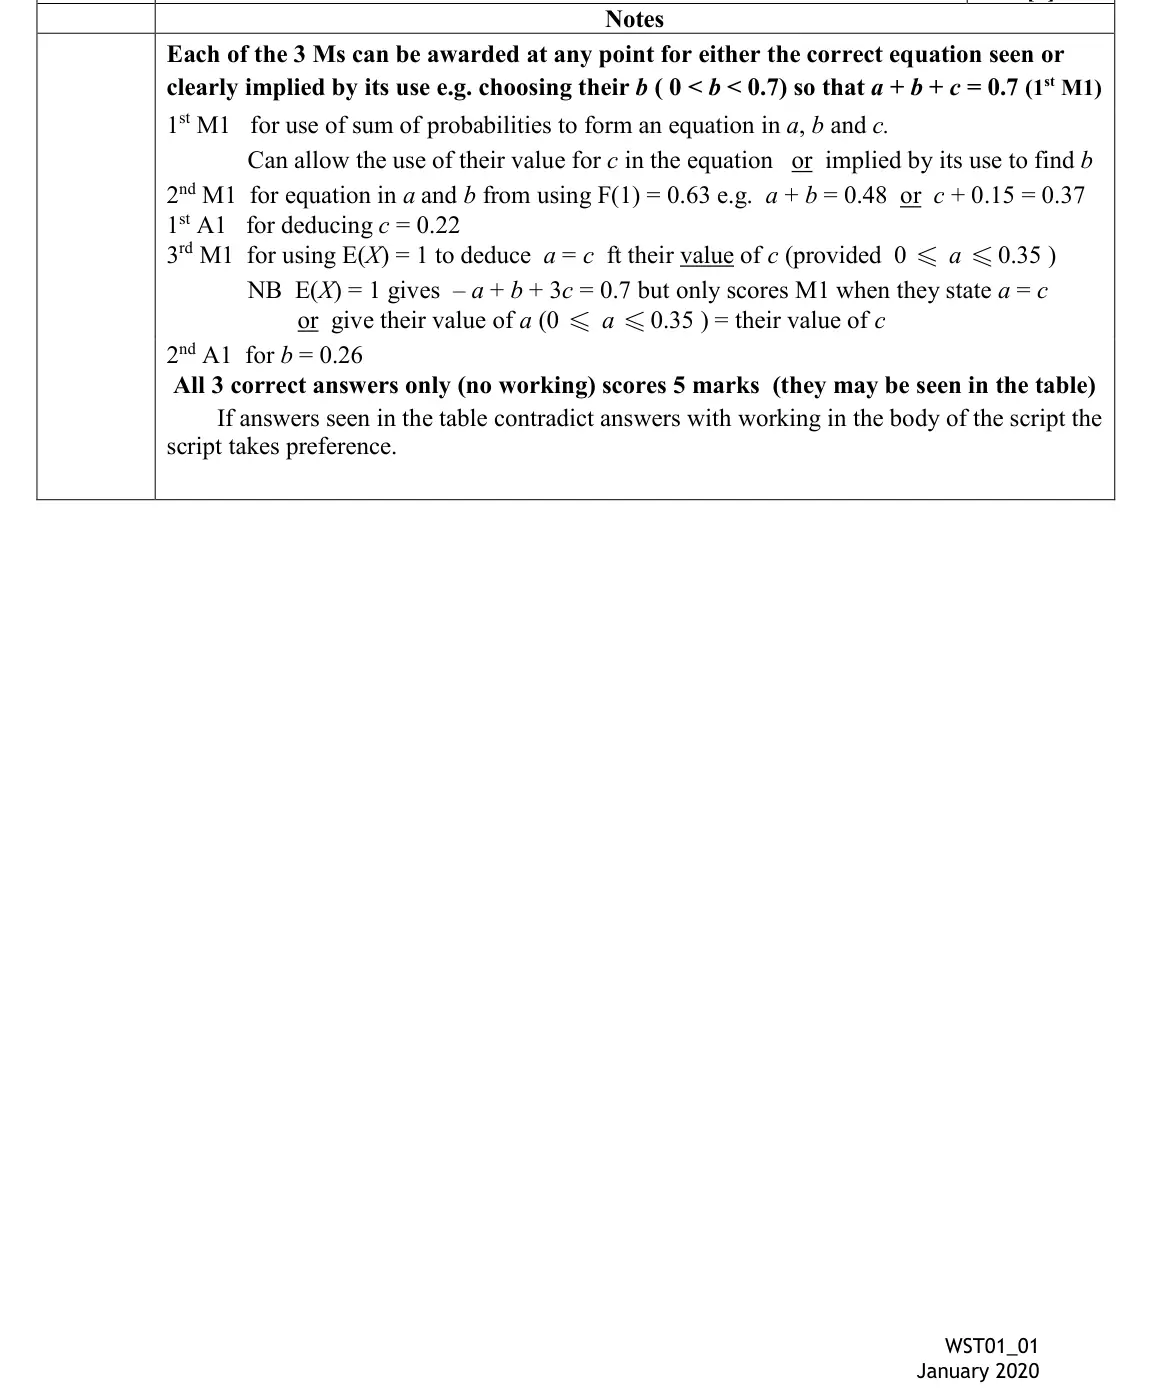 Notes
Each of the 3 Ms can be awarded at any point for either the correct equation seen or
clearly implied by its use e.g. choosing their b ( 0 < b < 0.7) so that a + b + c = 0.7 (1st M1)
1st M1 for use of sum of probabilities to form an equation in a, b and c.
Can allow the use of their value for c in the equation or implied by its use to find b
2nd M1 for equation in a and b from using F(1) = 0.63 e.g. a + b = 0.48 or c + 0.15 = 0.37
1st A1 for deducing c = 0.22
3rd M1 for using E(X) = 1 to deduce a = c ft their value of c (provided 0 ⩽ a ⩽ 0.35 )
NB E(X) = 1 gives – a + b + 3c = 0.7 but only scores M1 when they state a = c
or give their value of a (0 ⩽ a ⩽ 0.35 ) = their value of c
2nd A1 for b = 0.26
All 3 correct answers only (no working) scores 5 marks (they may be seen in the table)
If answers seen in the table contradict answers with working in the body of the script the
script takes preference.
WST01_01
January 2020